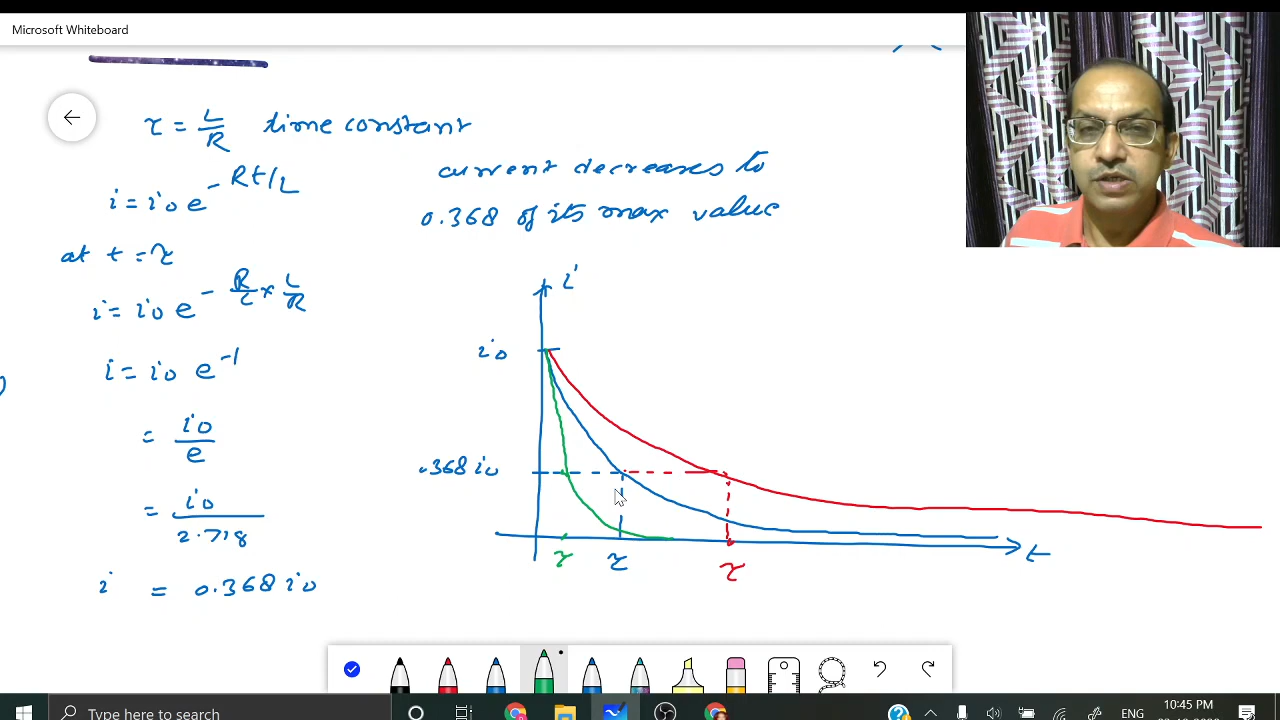 Microsoft Whiteboard
τ = L/R time constant
i = i₀ e^(-Rt/L)
current decreases to
0.368 of its max value
at t = τ
i = i₀ e^(-R/L × L/R)
i = i₀ e⁻¹
= i₀/e
= i₀/2.718
i = 0.368 i₀
i
i₀
.368 i₀
τ τ τ t
Type here to search
ENG
10:45 PM